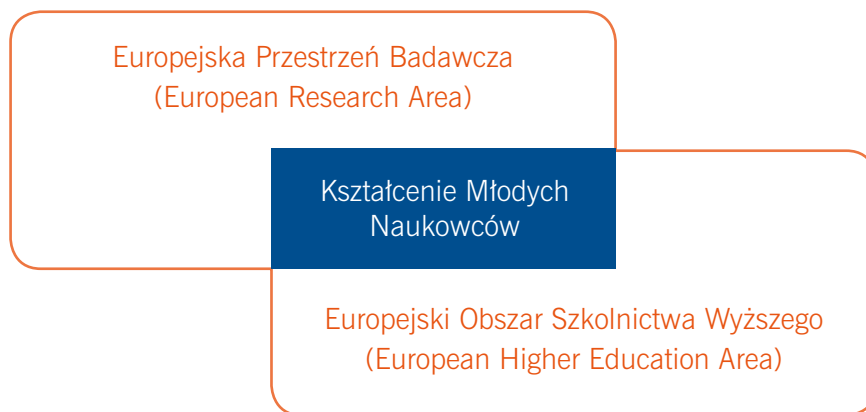 Europejska Przestrzeń Badawcza
(European Research Area)
Kształcenie Młodych
Naukowców
Europejski Obszar Szkolnictwa Wyższego
(European Higher Education Area)